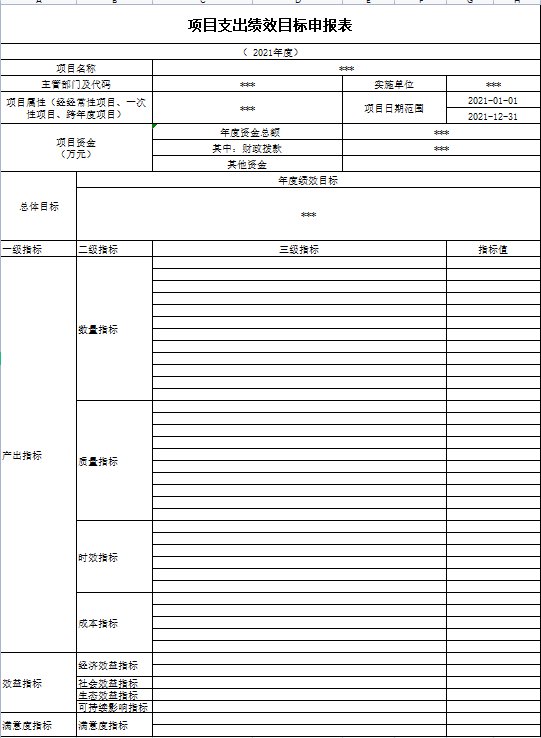 A B C D E F G H
项目支出绩效目标申报表
（ 2021年度）
项目名称 ***
主管部门及代码 *** 实施单位 ***
项目属性（经经常性项目、一次
性项目、跨年度项目） *** 项目日期范围 2021-01-01
2021-12-31
项目资金
（万元） 年度资金总额 ***
其中：财政拨款 ***
其他资金
总体目标 年度绩效目标
***
一级指标 二级指标 三级指标 指标值
产出指标 数量指标
质量指标
时效指标
成本指标
效益指标 经济效益指标
社会效益指标
生态效益指标
可持续影响指标
满意度指标 满意度指标